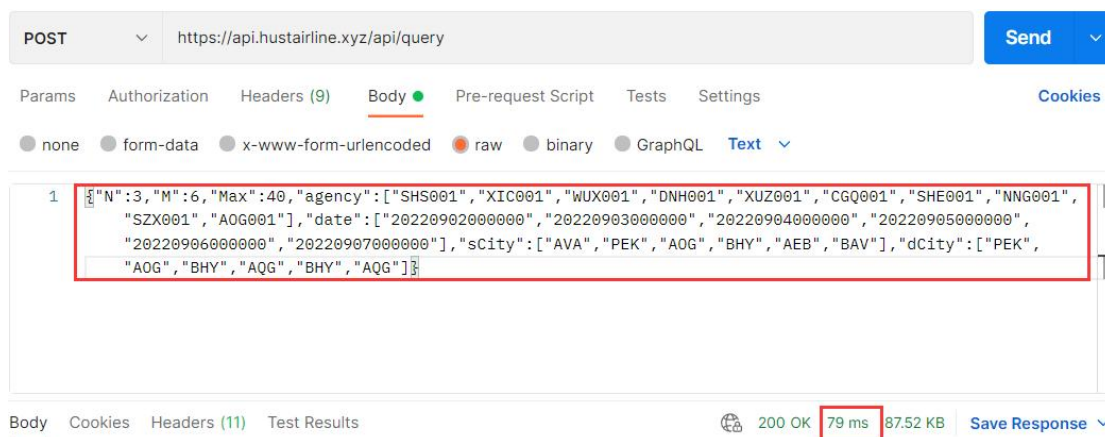 POST https://api.hustairline.xyz/api/query Send
Params Authorization Headers (9) Body Pre-request Script Tests Settings Cookies
none form-data x-www-form-urlencoded raw binary GraphQL Text
1 {"N":3,"M":6,"Max":40,"agency":["SHS001","XIC001","WUX001","DNH001","XUZ001","CGQ001","SHE001","NNG001",
"SZX001","AOG001"],"date":["20220902000000","20220903000000","20220904000000","20220905000000",
"20220906000000","20220907000000"],"sCity":["AVA","PEK","AOG","BHY","AEB","BAV"],"dCity":["PEK",
"AOG","BHY","AQG","BHY","AQG"]}
Body Cookies Headers (11) Test Results 200 OK 79 ms 87.52 KB Save Response